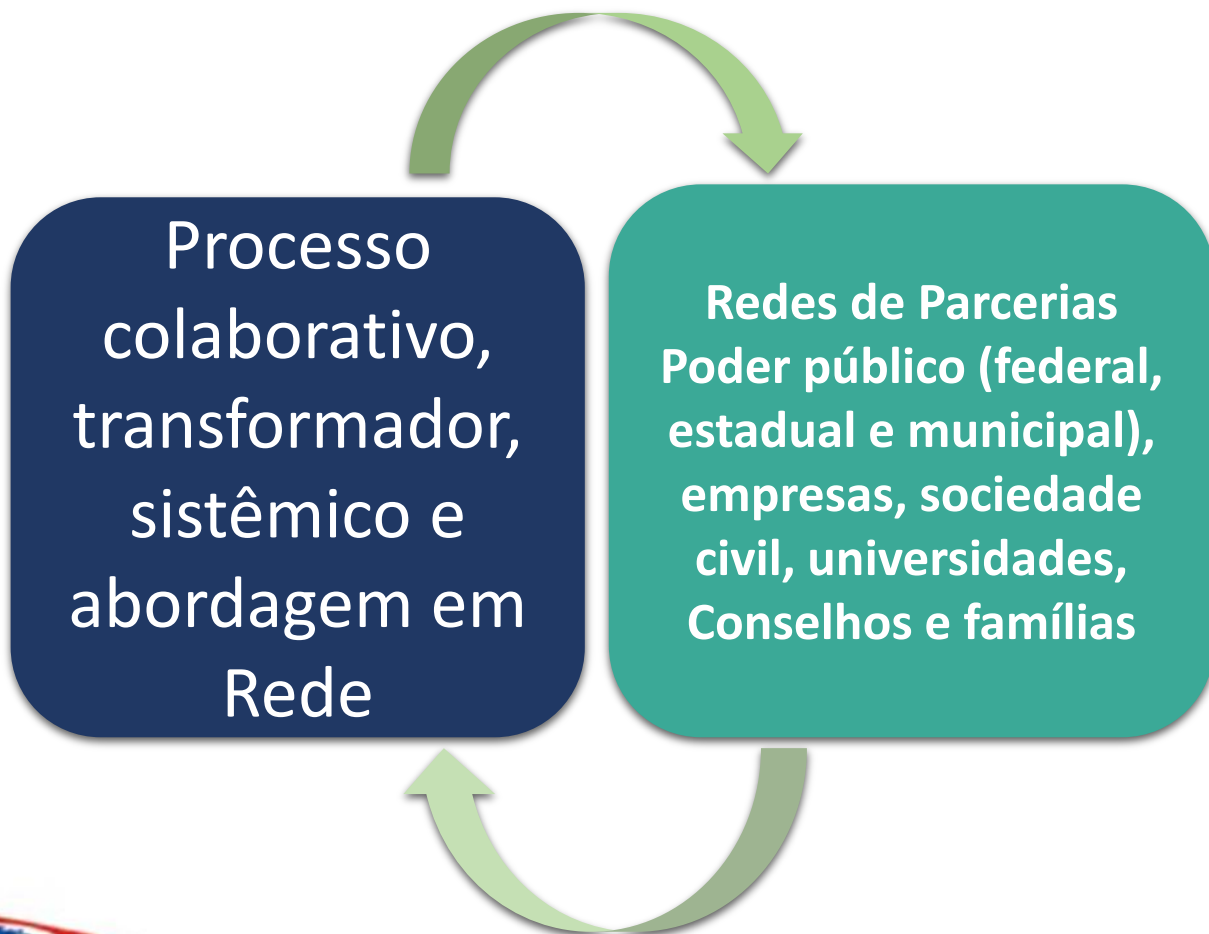 Processo
colaborativo,
transformador,
sistêmico e
abordagem em
Rede
Redes de Parcerias
Poder público (federal,
estadual e municipal),
empresas, sociedade
civil, universidades,
Conselhos e famílias